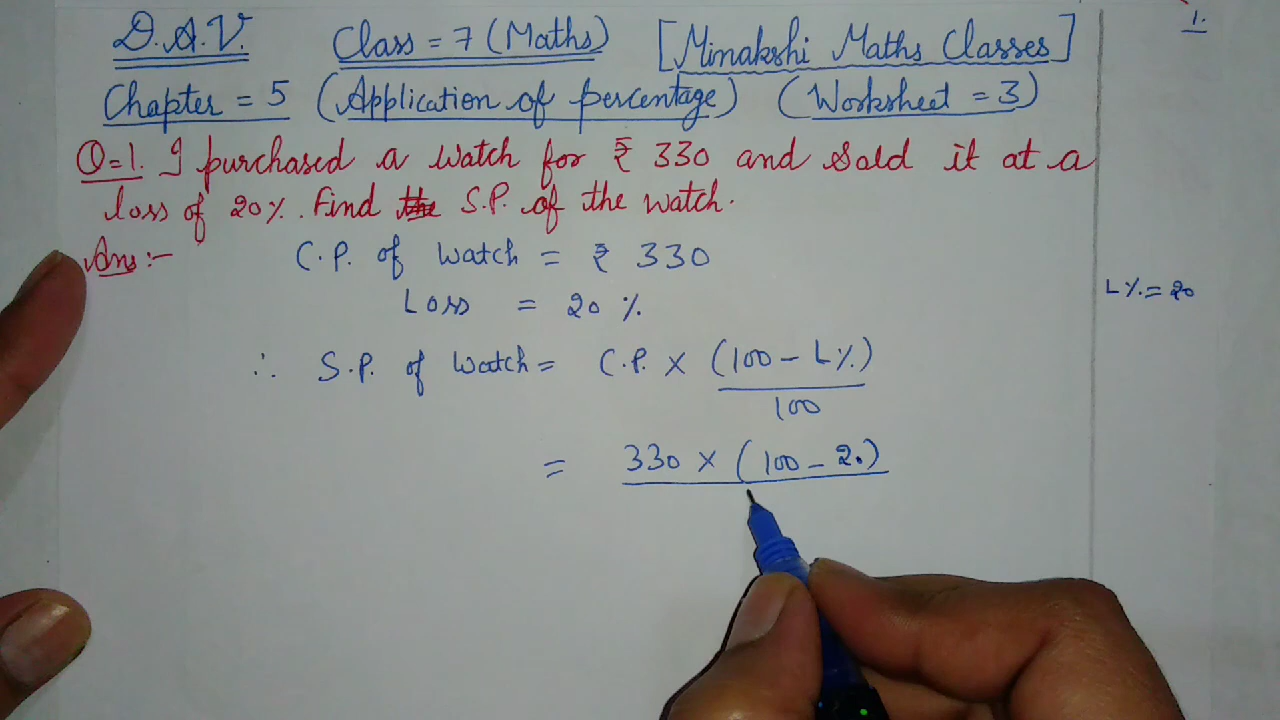 D.A.V. Class = 7 (Maths) [Minakshi Maths Classes]
1.
Chapter = 5 (Application of percentage) (Worksheet = 3)
Q=1. I purchased a watch for ₹ 330 and sold it at a
loss of 20%. Find the S.P. of the watch.
Ans:- C.P. of watch = ₹ 330
Loss = 20 %
L%. = 20
∴ S.P. of watch = C.P. × (100 - L%.)
100
= 330 × (100 - 20)